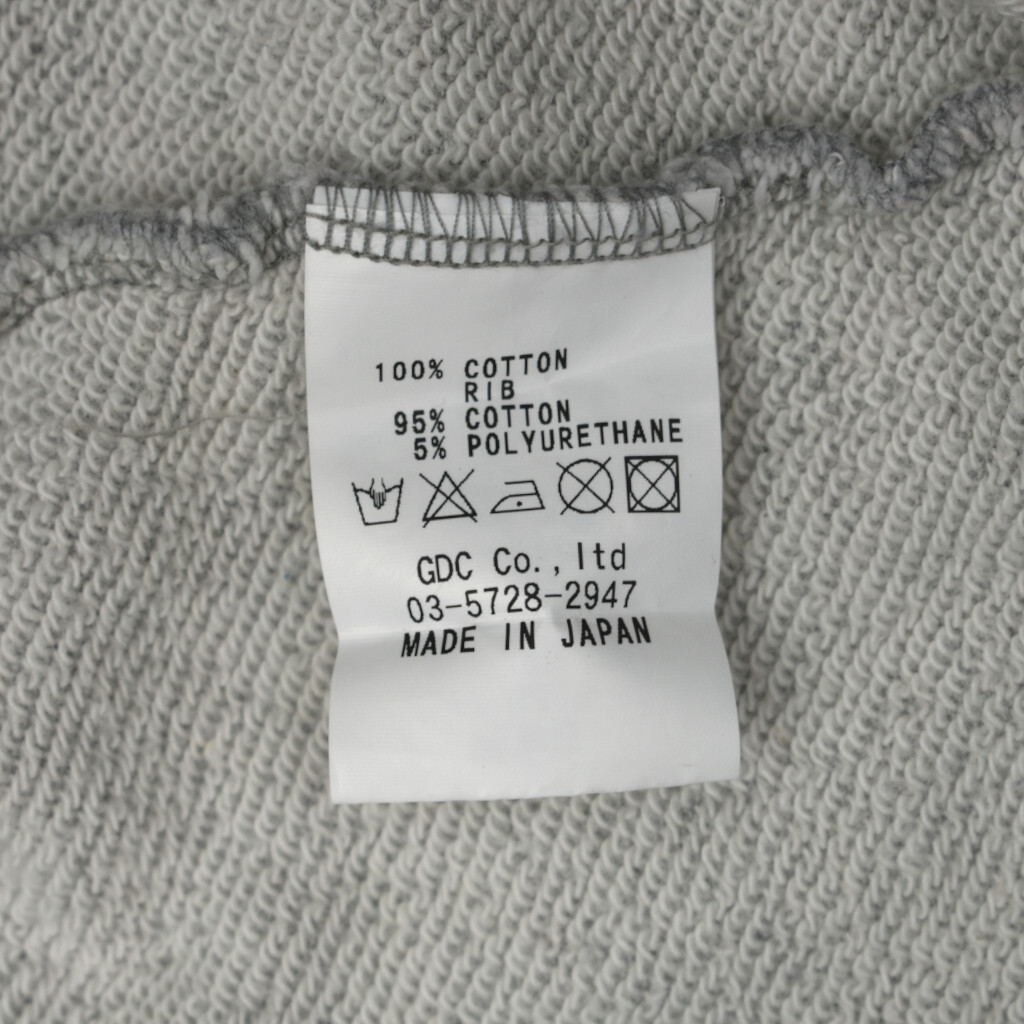 100% COTTON
RIB
95% COTTON
5% POLYURETHANE
GDC Co., ltd
03-5728-2947
MADE IN JAPAN